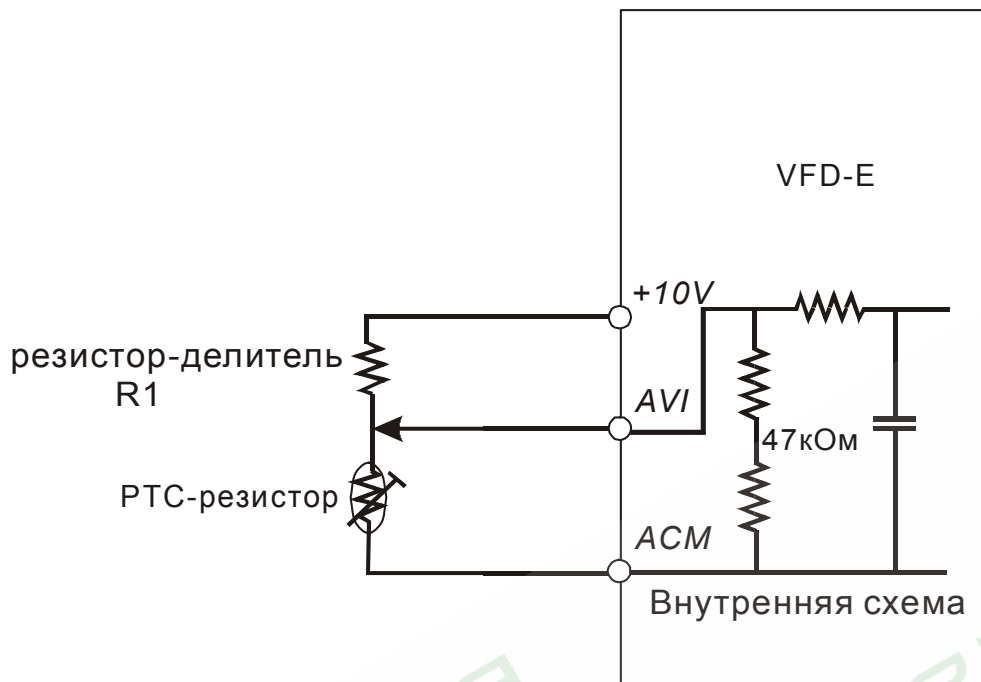 VFD-E
+10V
резистор-делитель
R1
AVI
47кОм
PTC-резистор
ACM
Внутренняя схема